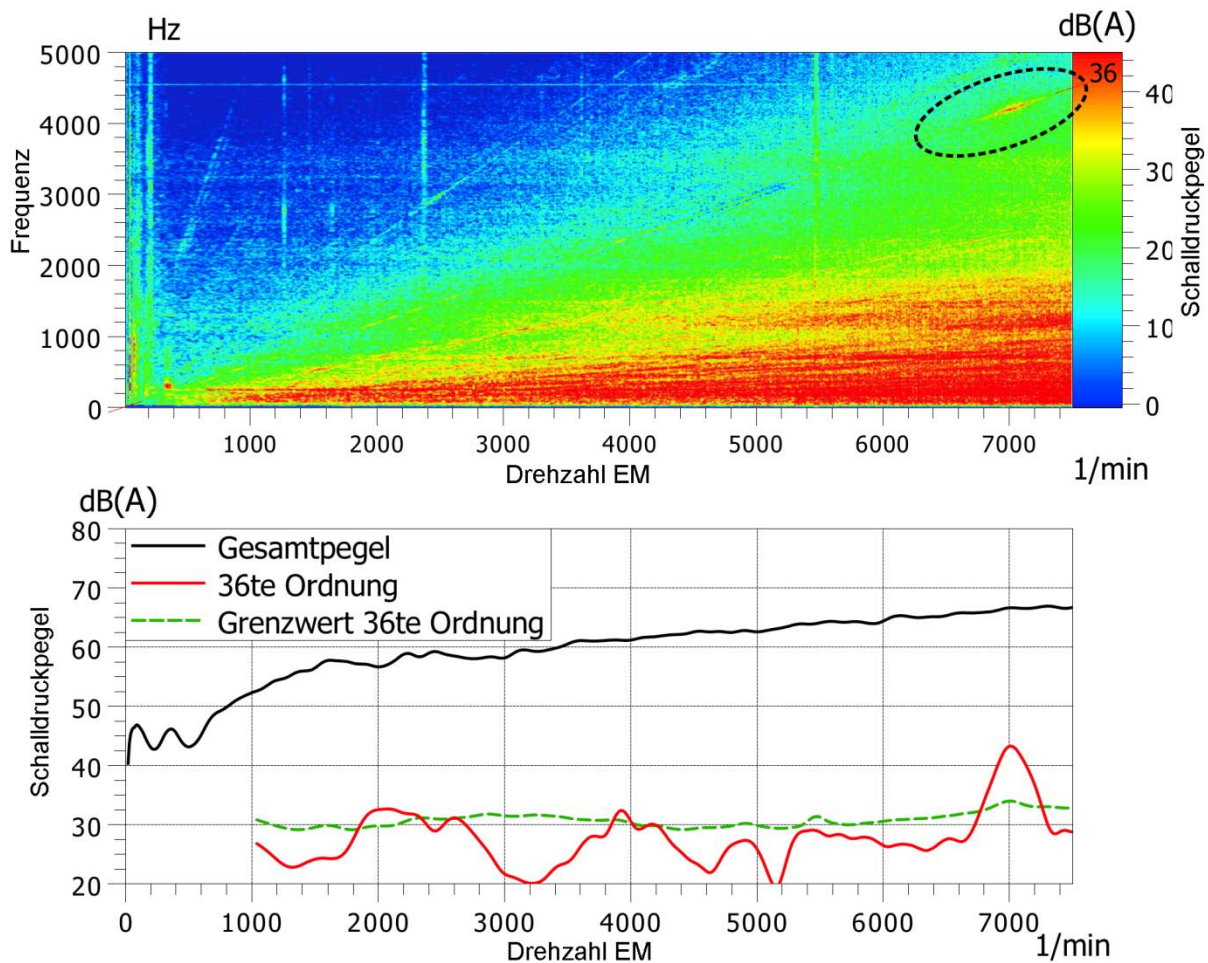 Hz
dB(A)
5000
4000
3000
2000
1000
0
Frequenz
36
40
30
20
10
0
Schalldruckpegel
1000 2000 3000 4000 5000 6000 7000
Drehzahl EM
1/min
dB(A)
80
70
60
50
40
30
20
Schalldruckpegel
Gesamtpegel
36te Ordnung
Grenzwert 36te Ordnung
0 1000 2000 3000 4000 5000 6000 7000
Drehzahl EM
1/min